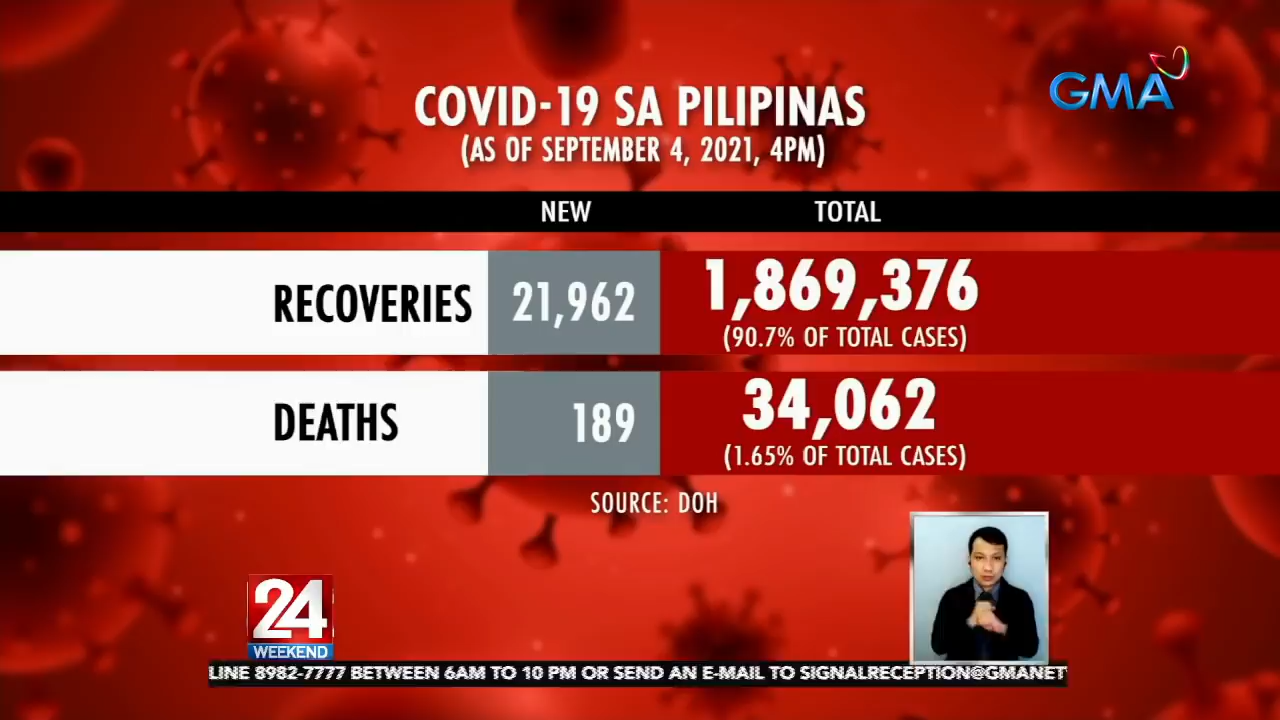 GMA
COVID-19 SA PILIPINAS
(AS OF SEPTEMBER 4, 2021, 4PM)
NEW TOTAL
RECOVERIES 21,962 1,869,376
(90.7% OF TOTAL CASES)
DEATHS 189 34,062
(1.65% OF TOTAL CASES)
SOURCE: DOH
24
WEEKEND
LINE 8982-7777 BETWEEN 6AM TO 10 PM OR SEND AN E-MAIL TO SIGNALRECEPTION@GMANET